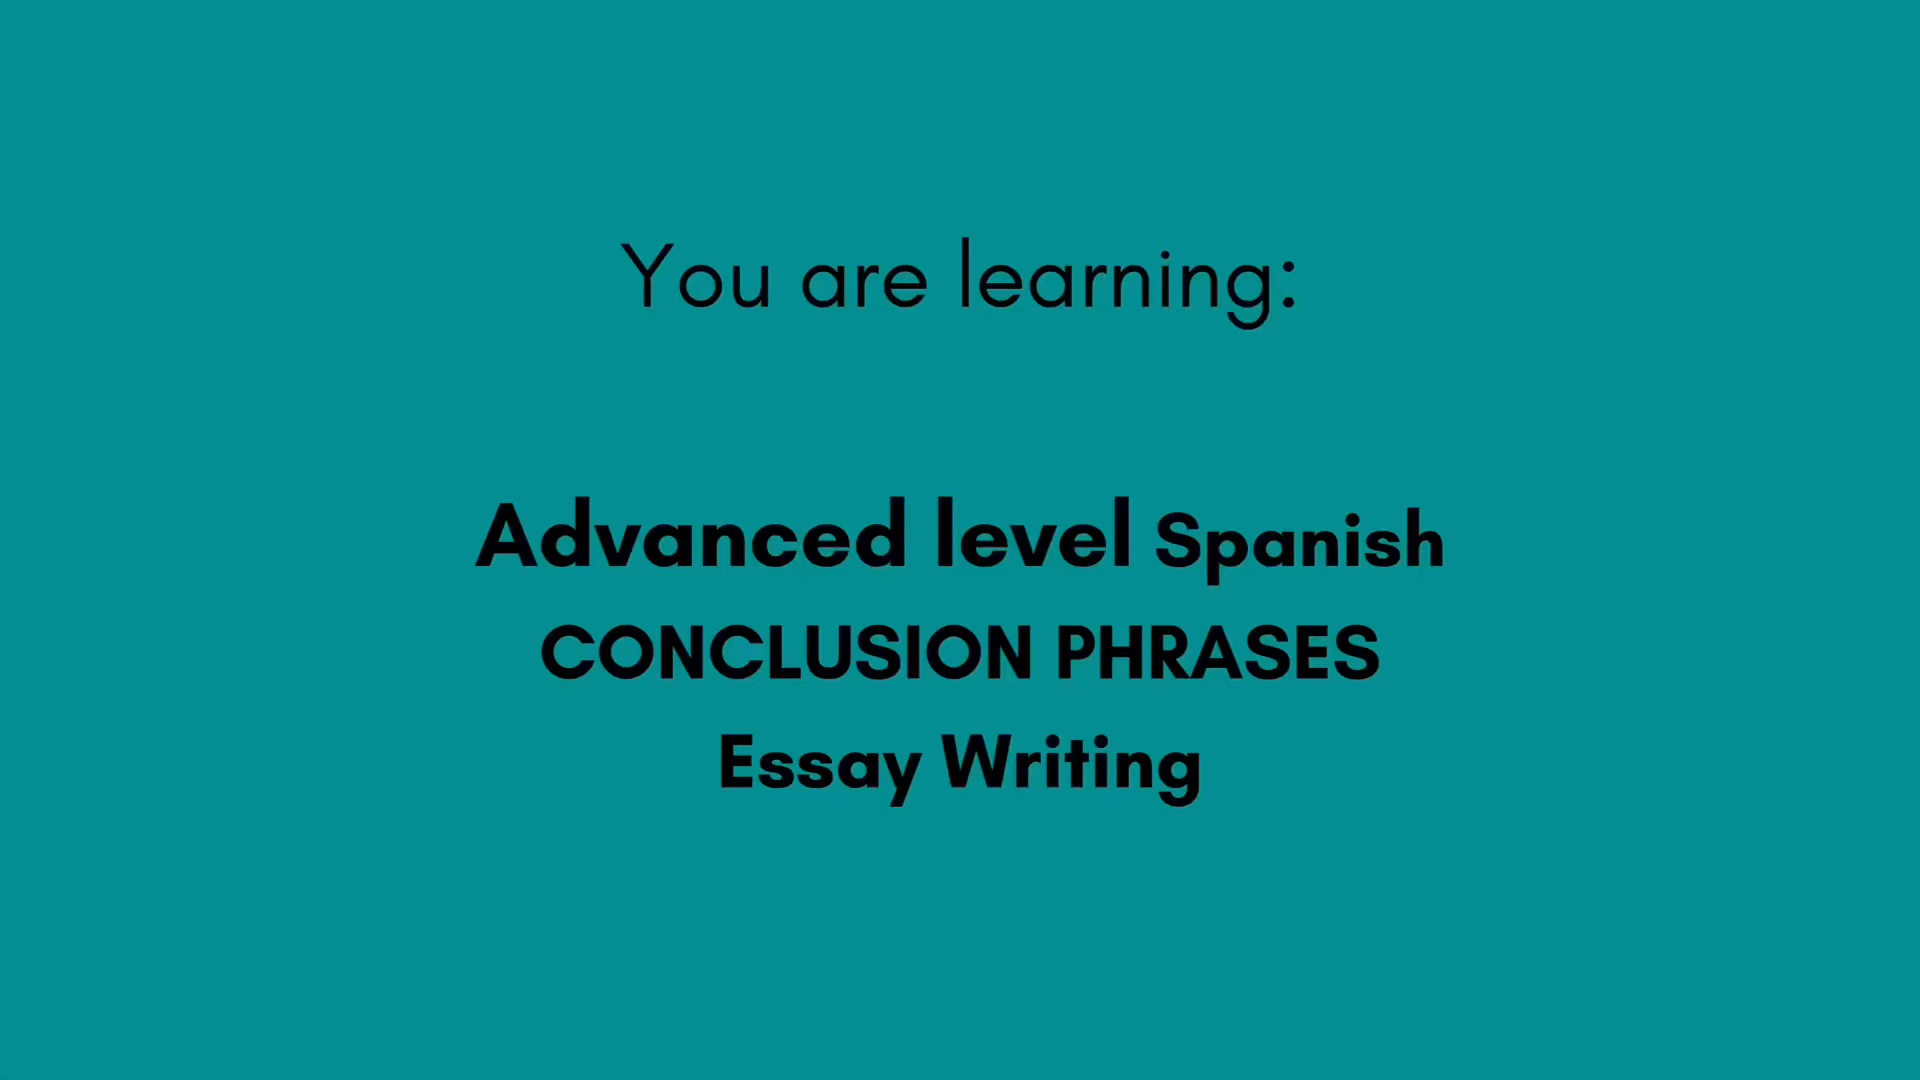 You are learning:
Advanced level Spanish
CONCLUSION PHRASES
Essay Writing